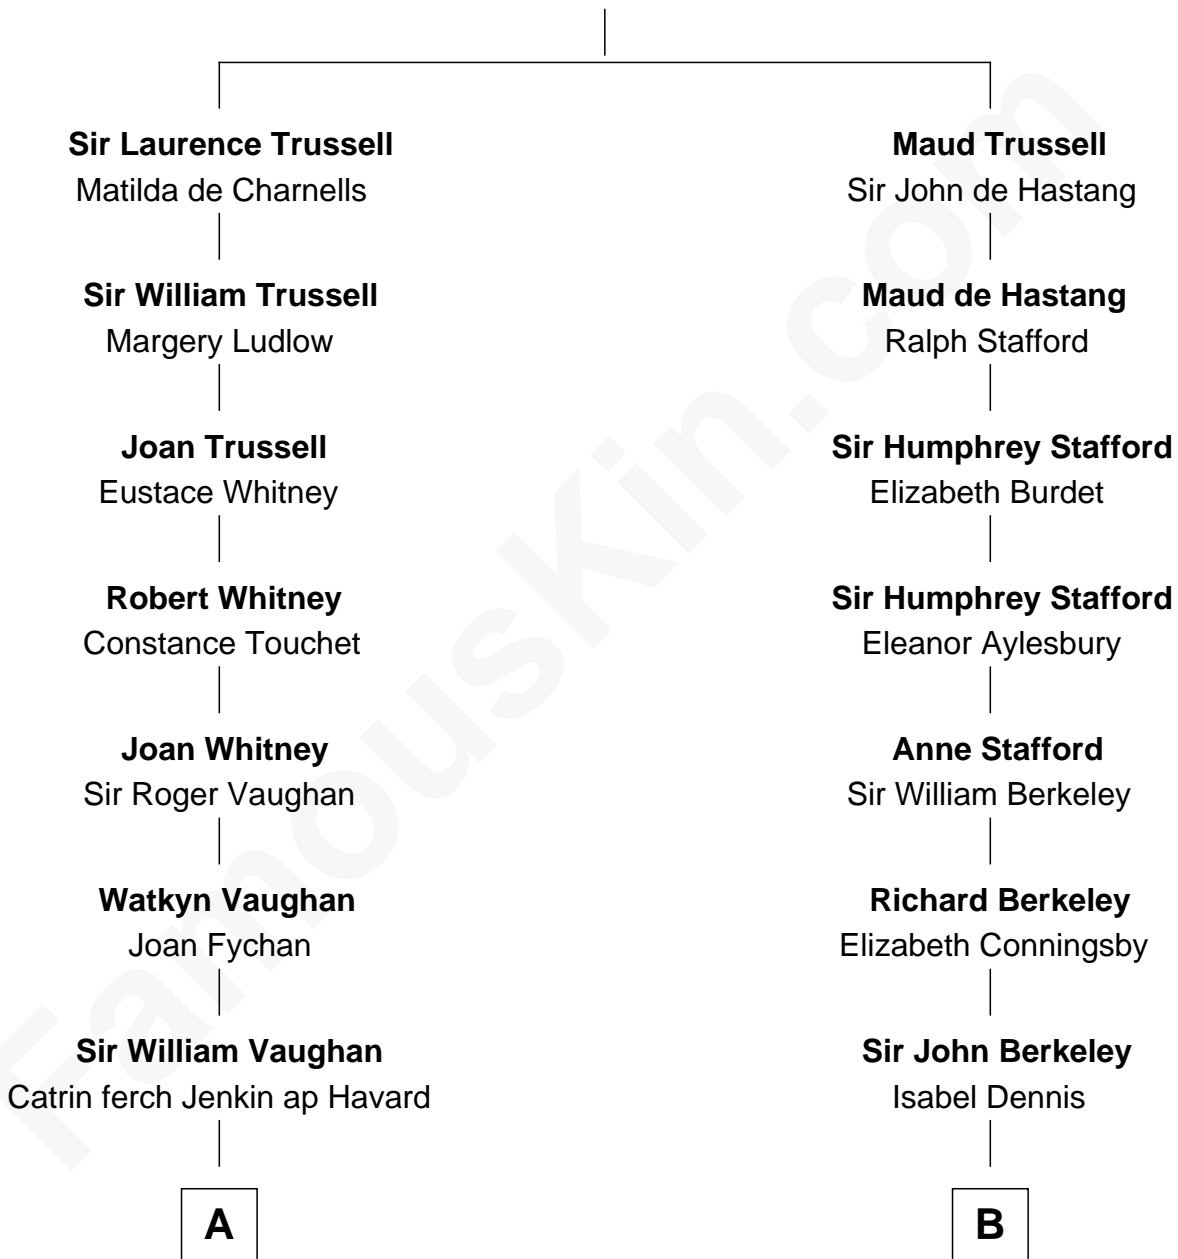 Sir Laurence Trussell
Matilda de Charnells
Sir William Trussell
Margery Ludlow
Joan Trussell
Eustace Whitney
Robert Whitney
Constance Touchet
Joan Whitney
Sir Roger Vaughan
Watkyn Vaughan
Joan Fychan
Sir William Vaughan
Catrin ferch Jenkin ap Havard
A
Maud Trussell
Sir John de Hastang
Maud de Hastang
Ralph Stafford
Sir Humphrey Stafford
Elizabeth Burdet
Sir Humphrey Stafford
Eleanor Aylesbury
Anne Stafford
Sir William Berkeley
Richard Berkeley
Elizabeth Conningsby
Sir John Berkeley
Isabel Dennis
B
FamousKin.com